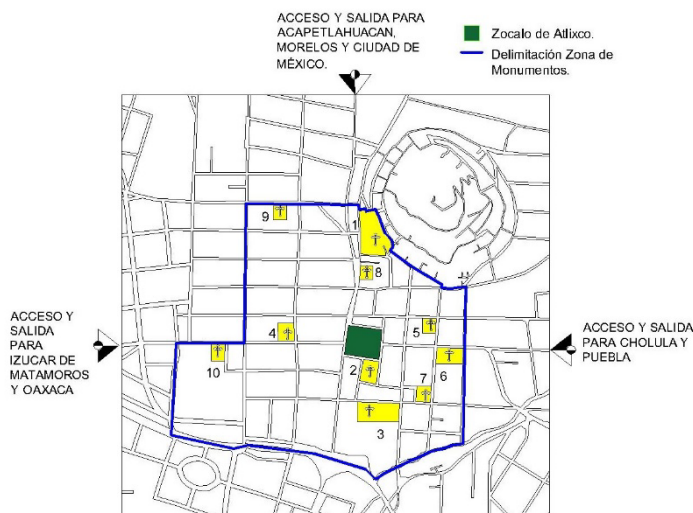 ACCESO Y SALIDA PARA
ACAPETLAHUACAN,
MORELOS Y CIUDAD DE
MÉXICO.
Zocalo de Atlixco.
Delimitación Zona de
Monumentos.
9
1
8
ACCESO Y
SALIDA
PARA
IZUCAR DE
MATAMOROS
Y OAXACA
4
5
ACCESO Y SALIDA
PARA CHOLULA Y
PUEBLA
10
2
7
6
3